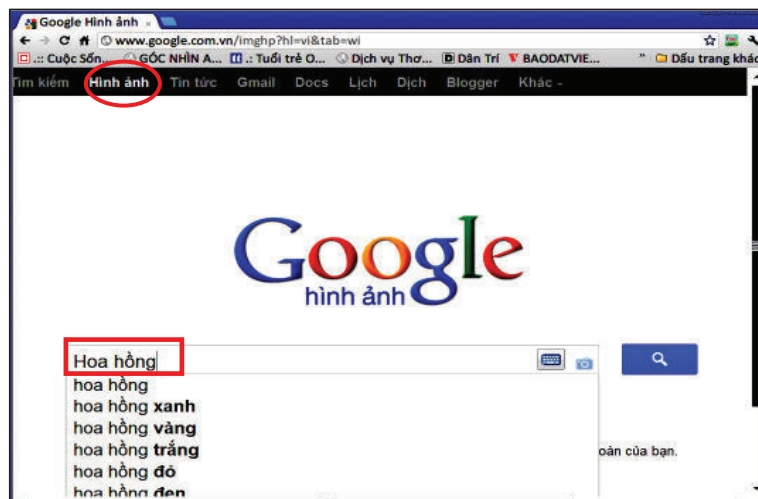 Google Hình ảnh
www.google.com.vn/imghp?hl=vi&tab=wi
.:: Cuộc Sốn... GÓC NHÌN A... .: Tuổi trẻ O... Dịch vụ Thơ... Dân Trí BAODATVIE... " Dấu trang khác
Tìm kiếm Hình ảnh Tin tức Gmail Docs Lịch Dịch Blogger Khác
Google
hình ảnh
Hoa hồng
hoa hồng
hoa hồng xanh
hoa hồng vàng
hoa hồng trắng
oàn của bạn.
hoa hồng đỏ
hoa hồng đen